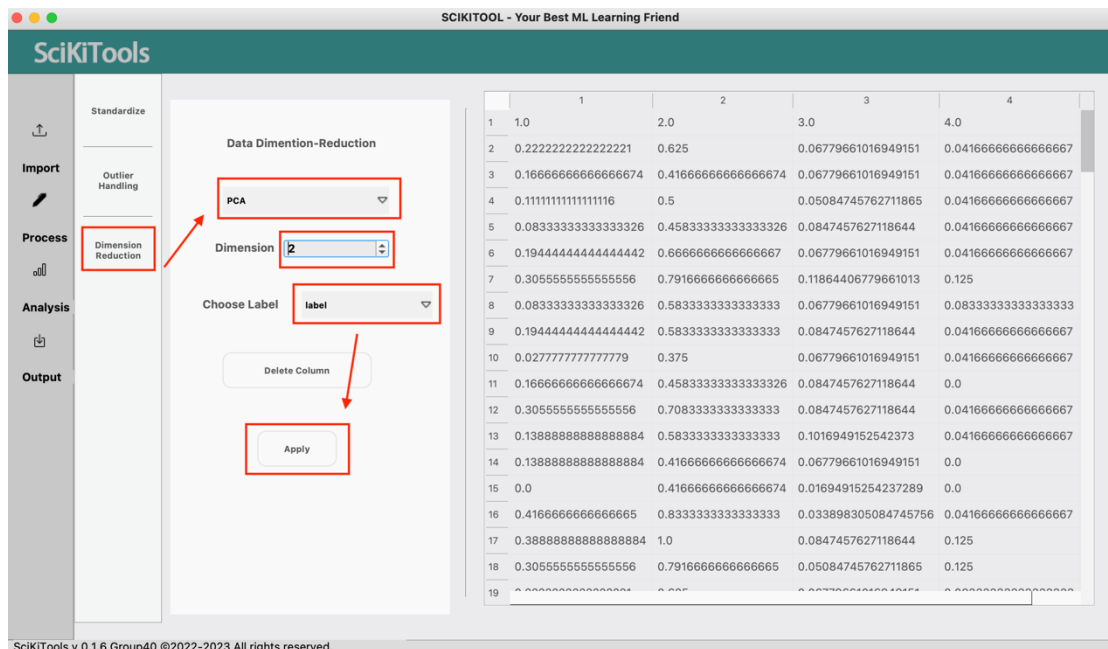 SCIKITOOL - Your Best ML Learning Friend
SciKiTools
Import
Process
Analysis
Output
Standardize
Outlier
Handling
Dimension
Reduction
Data Dimention-Reduction
PCA
Dimension 2
Choose Label label
Delete Column
Apply
1 2 3 4
1 1.0 2.0 3.0 4.0
2 0.2222222222222221 0.625 0.06779661016949151 0.04166666666666667
3 0.16666666666666674 0.41666666666666674 0.06779661016949151 0.04166666666666667
4 0.11111111111111116 0.5 0.05084745762711865 0.04166666666666667
5 0.08333333333333326 0.45833333333333326 0.0847457627118644 0.04166666666666667
6 0.19444444444444442 0.6666666666666667 0.06779661016949151 0.04166666666666667
7 0.3055555555555556 0.7916666666666665 0.11864406779661013 0.125
8 0.08333333333333326 0.5833333333333333 0.06779661016949151 0.08333333333333333
9 0.19444444444444442 0.5833333333333333 0.0847457627118644 0.04166666666666667
10 0.0277777777777779 0.375 0.06779661016949151 0.04166666666666667
11 0.16666666666666674 0.45833333333333326 0.0847457627118644 0.0
12 0.3055555555555556 0.7083333333333333 0.0847457627118644 0.04166666666666667
13 0.13888888888888884 0.5833333333333333 0.1016949152542373 0.04166666666666667
14 0.13888888888888884 0.41666666666666674 0.06779661016949151 0.0
15 0.0 0.41666666666666674 0.01694915254237289 0.0
16 0.4166666666666665 0.8333333333333333 0.033898305084745756 0.04166666666666667
17 0.38888888888888884 1.0 0.0847457627118644 0.125
18 0.3055555555555556 0.7916666666666665 0.05084745762711865 0.125
19
SciKiTools v 0.1.6 Group40 ©2022-2023 All rights reserved